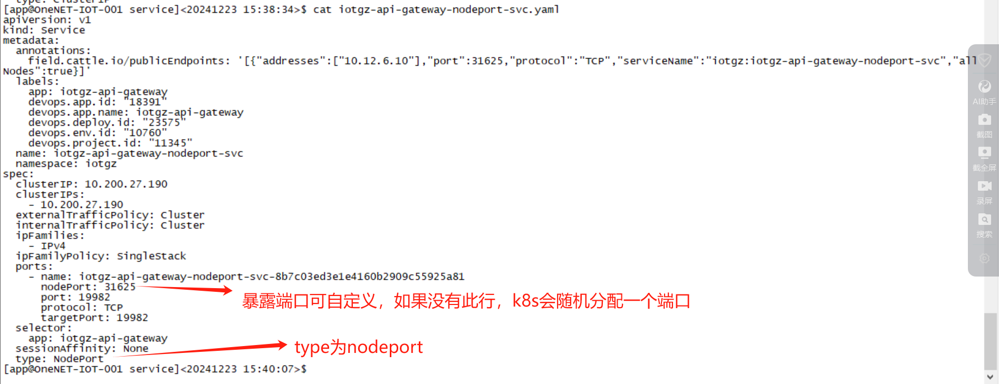 type: ClusterIP
[app@OneNET-IOT-001 service]<20241223 15:38:34>$ cat iotgz-api-gateway-nodeport-svc.yaml
apiVersion: v1
kind: Service
metadata:
  annotations:
    field.cattle.io/publicEndpoints: '[{"addresses":["10.12.6.10"],"port":31625,"protocol":"TCP","serviceName":"iotgz:iotgz-api-gateway-nodeport-svc","all
Nodes":true}]'
  labels:
    app: iotgz-api-gateway
    devops.app.id: "18391"
    devops.app.name: iotgz-api-gateway
    devops.deploy.id: "23575"
    devops.env.id: "10760"
    devops.project.id: "11345"
  name: iotgz-api-gateway-nodeport-svc
  namespace: iotgz
spec:
  clusterIP: 10.200.27.190
  clusterIPs:
    - 10.200.27.190
  externalTrafficPolicy: Cluster
  internalTrafficPolicy: Cluster
  ipFamilies:
    - IPv4
  ipFamilyPolicy: SingleStack
  ports:
    - name: iotgz-api-gateway-nodeport-svc-8b7c03ed3e1e4160b2909c55925a81
      nodePort: 31625
      port: 19982
      protocol: TCP
      targetPort: 19982
  selector:
    app: iotgz-api-gateway
  sessionAffinity: None
  type: NodePort
[app@OneNET-IOT-001 service]<20241223 15:40:07>$
暴露端口可自定义，如果没有此行，k8s会随机分配一个端口
type为nodeport
AI助手
截图
截全屏
录屏
搜索